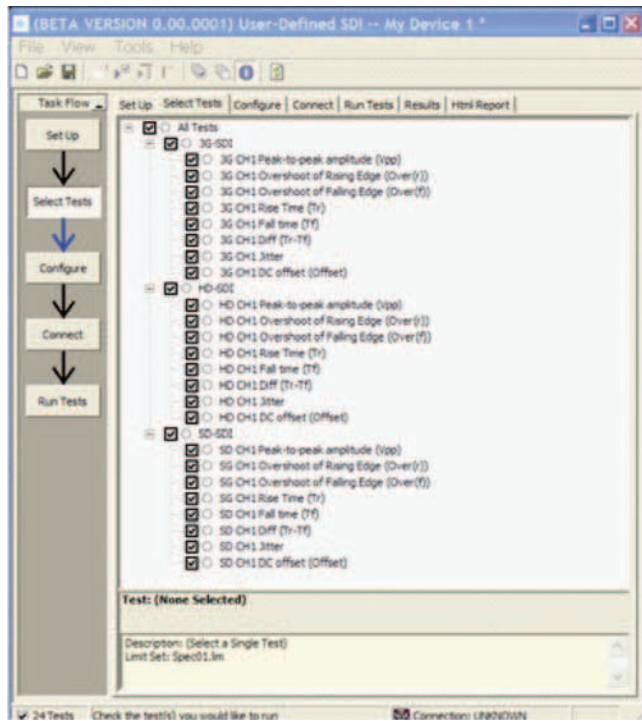 (BETA VERSION 0.00.0001) User-Defined SDI -- My Device 1 *
File View Tools Help
Task Flow
Set Up Select Tests Configure Connect Run Tests Results Html Report
Set Up
Select Tests
Configure
Connect
Run Tests
All Tests
3G-SDI
3G CH1 Peak-to-peak amplitude (Vpp)
3G CH1 Overshoot of Rising Edge (Over(r))
3G CH1 Overshoot of Falling Edge (Over(f))
3G CH1 Rise Time (Tr)
3G CH1 Fall time (Tf)
3G CH1 Diff (Tr-Tf)
3G CH1 Jitter
3G CH1 DC offset (Offset)
HD-SDI
HD CH1 Peak-to-peak amplitude (Vpp)
HD CH1 Overshoot of Rising Edge (Over(r))
HD CH1 Overshoot of Falling Edge (Over(f))
HD CH1 Rise Time (Tr)
HD CH1 Fall time (Tf)
HD CH1 Diff (Tr-Tf)
HD CH1 Jitter
HD CH1 DC offset (Offset)
SD-SDI
SD CH1 Peak-to-peak amplitude (Vpp)
SG CH1 Overshoot of Rising Edge (Over(r))
SG CH1 Overshoot of Falling Edge (Over(f))
SG CH1 Rise Time (Tr)
SD CH1 Fall time (Tf)
SD CH1 Diff (Tr-Tf)
SD CH1 Jitter
SD CH1 DC offset (Offset)
Test: (None Selected)
Description: (Select a Single Test)
Limit Set: Spec01.lm
24 Tests Check the test(s) you would like to run Connection: UNKNOWN